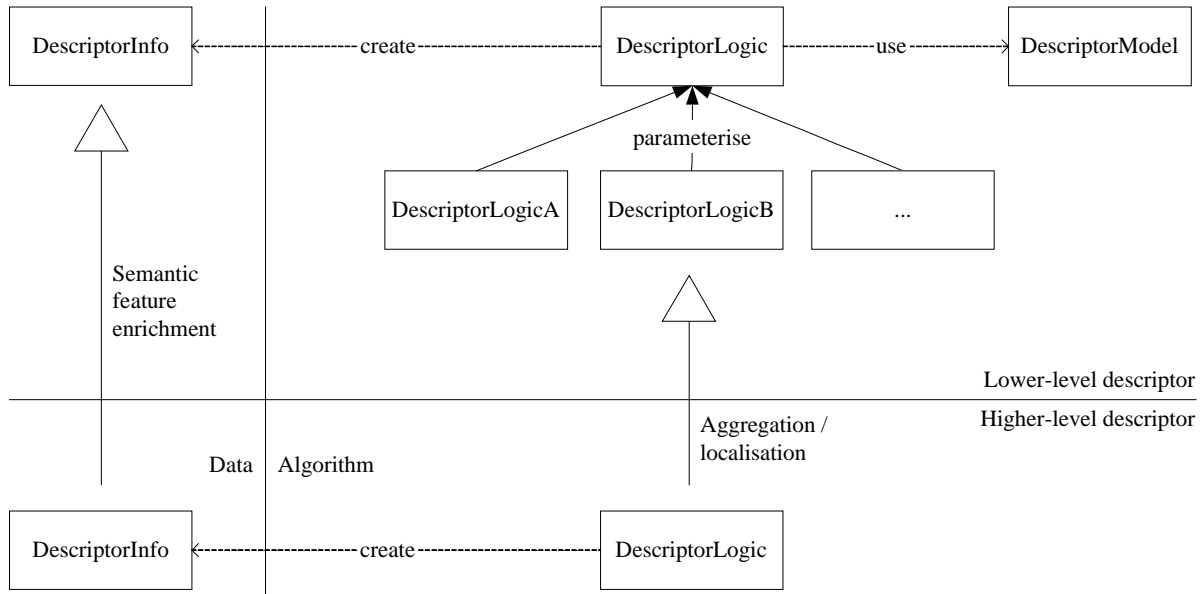 DescriptorInfo
create
DescriptorLogic
use
DescriptorModel
parameterise
DescriptorLogicA
DescriptorLogicB
...
Semantic
feature
enrichment
Lower-level descriptor
Higher-level descriptor
Aggregation /
localisation
Data
Algorithm
DescriptorInfo
create
DescriptorLogic